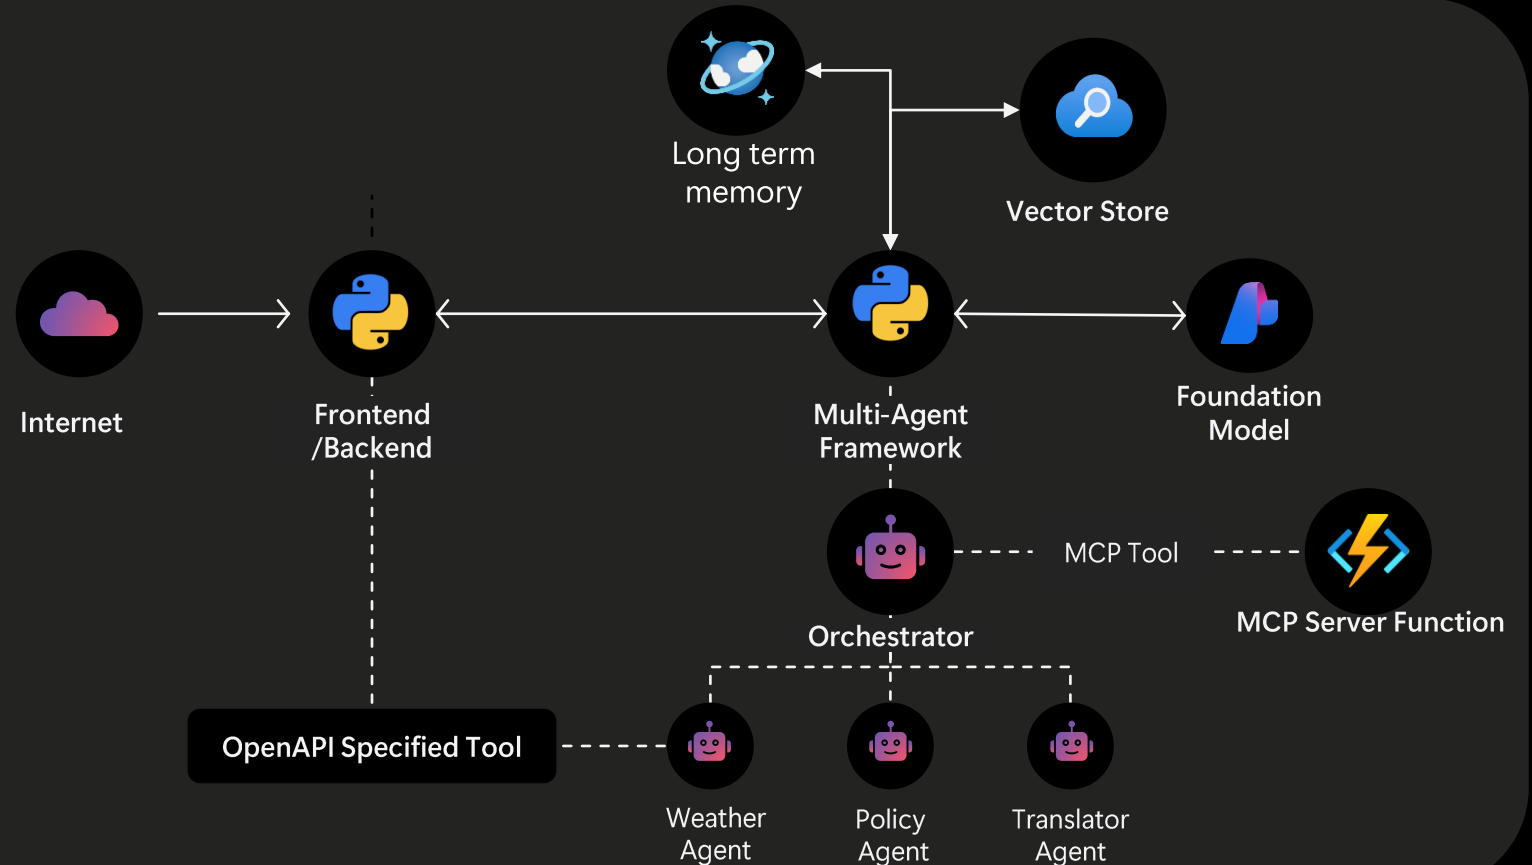 Long term
memory
Vector Store
Internet
Frontend
/Backend
Multi-Agent
Framework
Foundation
Model
MCP Tool
MCP Server Function
Orchestrator
OpenAPI Specified Tool
Weather
Agent
Policy
Agent
Translator
Agent